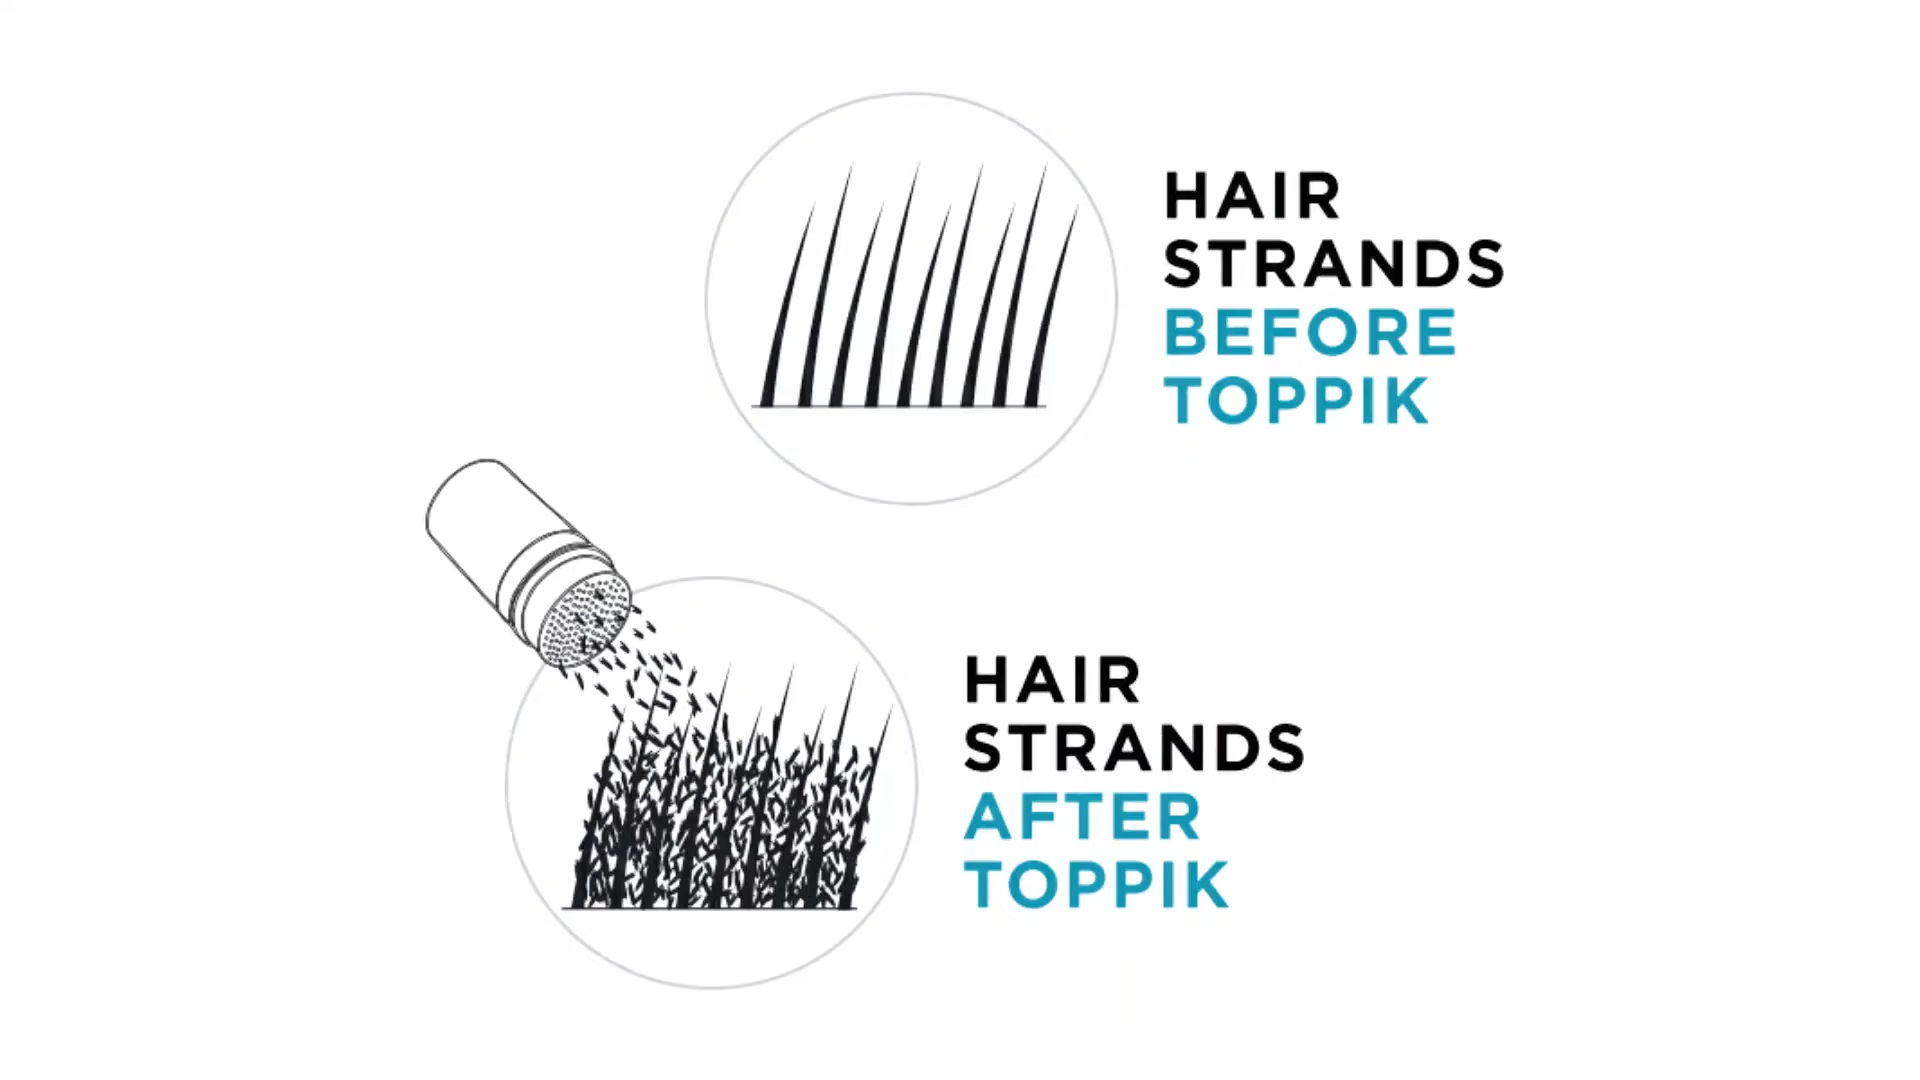 HAIR
STRANDS
BEFORE
TOPPIK
HAIR
STRANDS
AFTER
TOPPIK